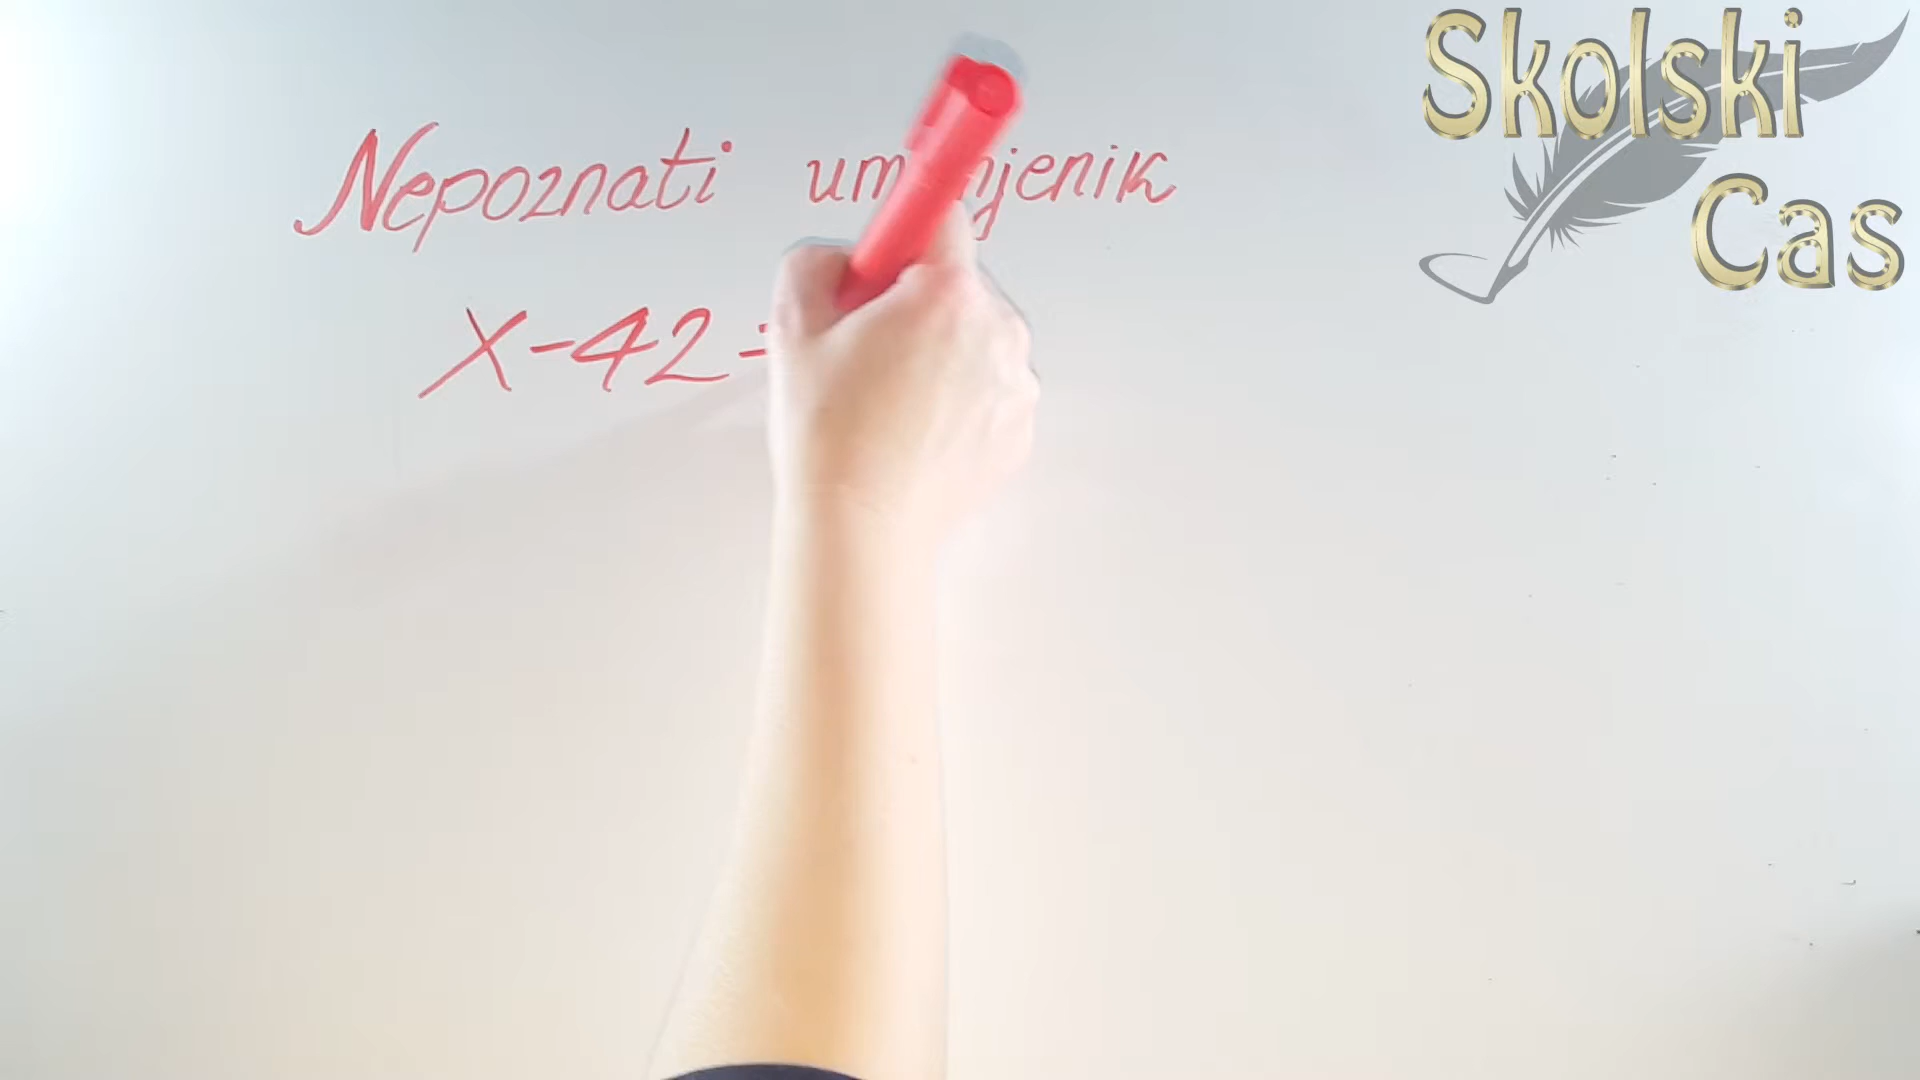 Nepoznati
x-42=
Skolski
Cas